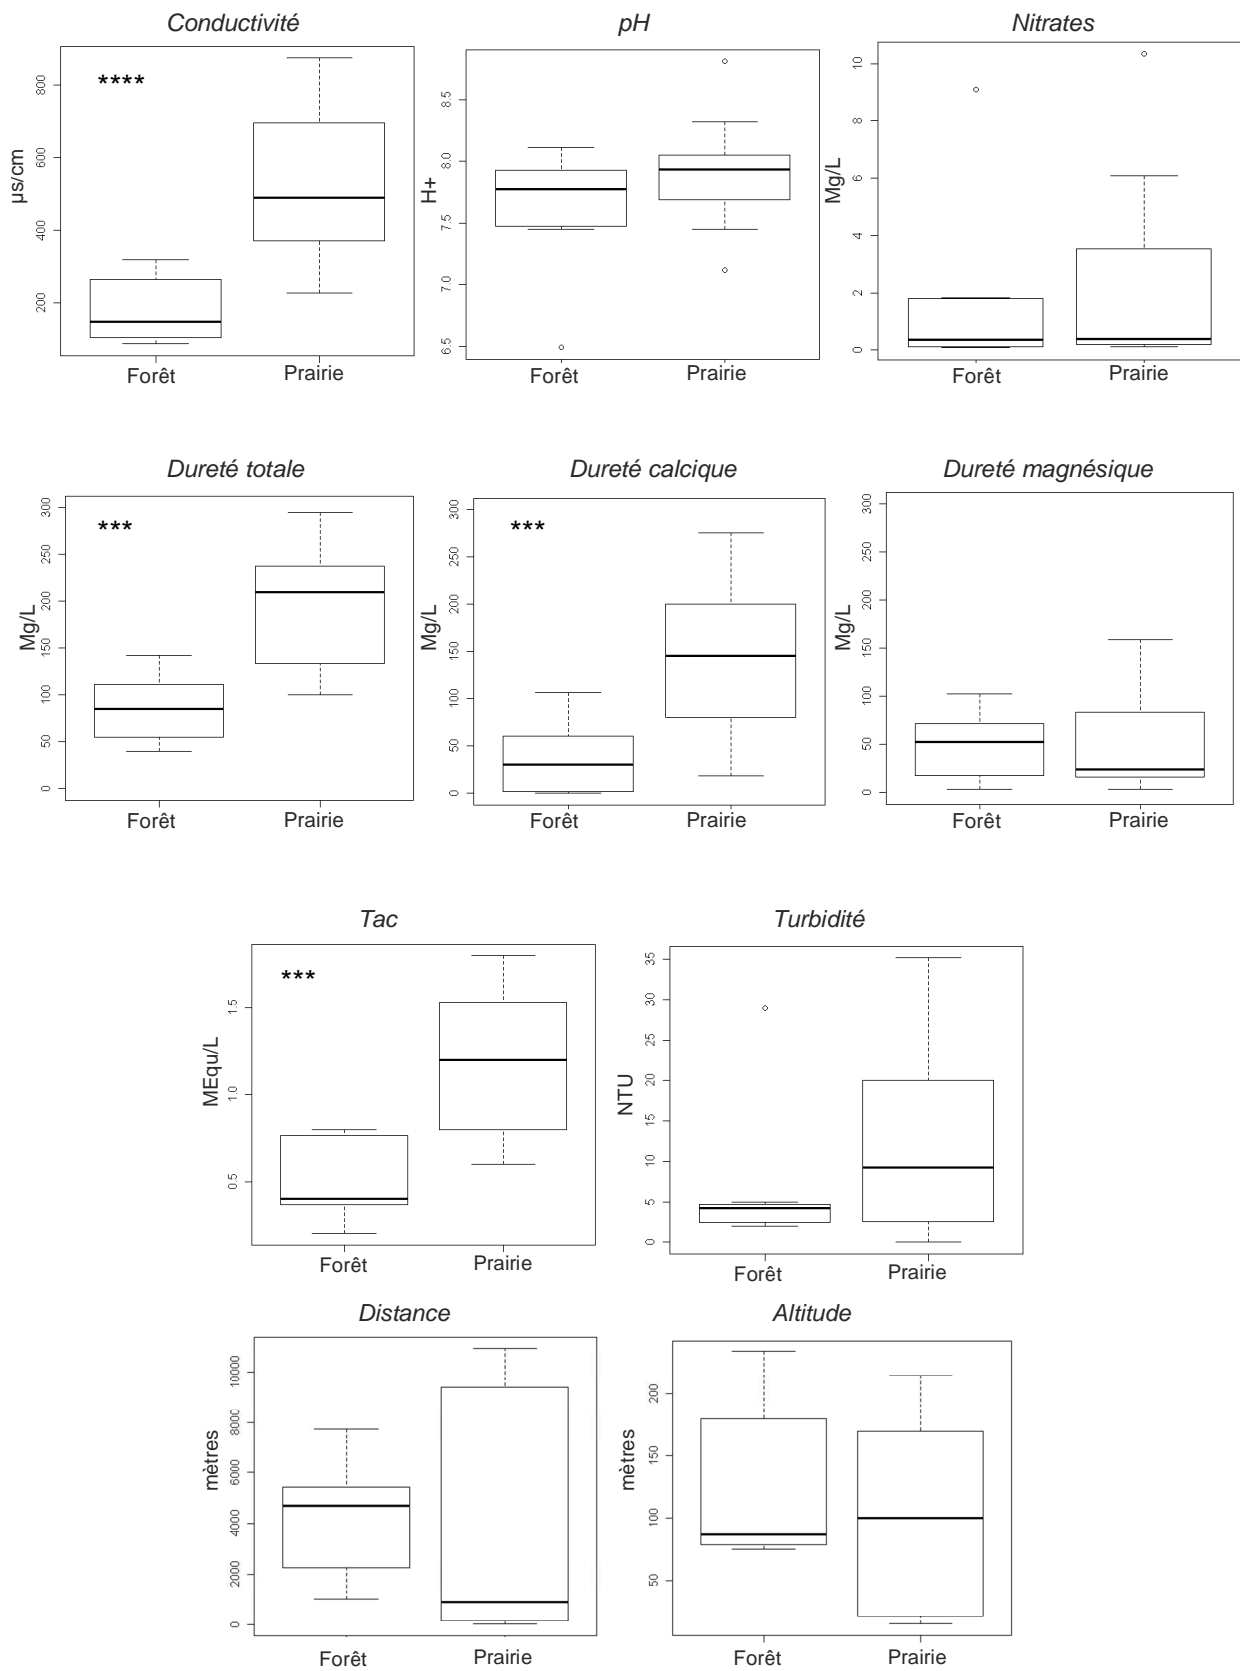 Conductivité
pH
Nitrates
****
µs/cm
200
400
600
800
Forêt
Prairie
H+
6.5
7.0
7.5
8.0
8.5
Forêt
Prairie
Mg/L
0
2
4
6
8
10
Forêt
Prairie
Dureté totale
Dureté calcique
Dureté magnésique
***
Mg/L
0
50
100
150
200
250
300
Forêt
Prairie
***
Mg/L
0
50
100
150
200
250
300
Forêt
Prairie
Mg/L
0
50
100
150
200
250
300
Forêt
Prairie
Tac
Turbidité
***
MEqu/L
0.5
1.0
1.5
Forêt
Prairie
NTU
0
5
10
15
20
25
30
35
Forêt
Prairie
Distance
Altitude
mètres
0
2000
4000
6000
8000
10000
Forêt
Prairie
mètres
50
100
150
200
Forêt
Prairie